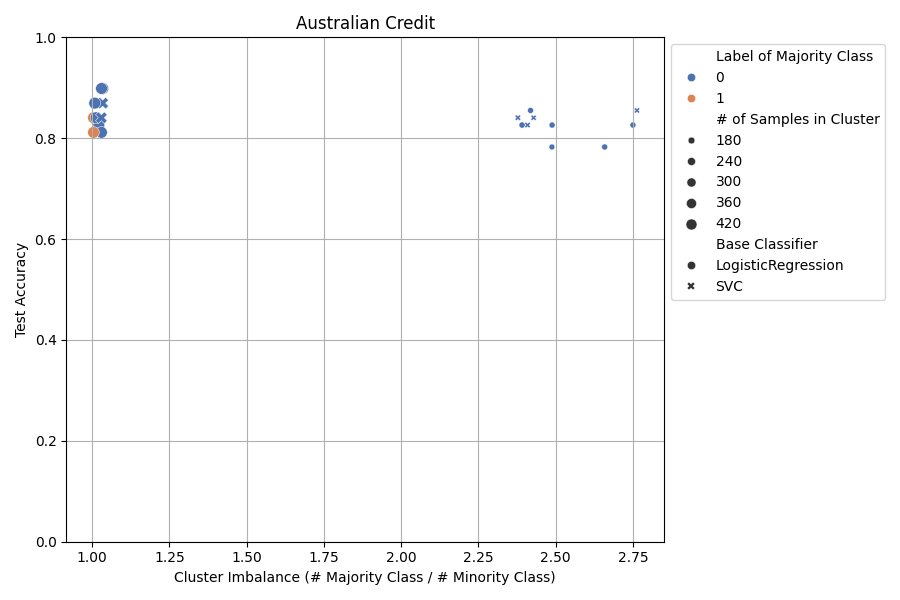 Australian Credit
1.0
0.8
0.6
0.4
0.2
0.0
Test Accuracy
1.00 1.25 1.50 1.75 2.00 2.25 2.50 2.75
Cluster Imbalance (# Majority Class / # Minority Class)
Label of Majority Class
0
1
# of Samples in Cluster
180
240
300
360
420
Base Classifier
LogisticRegression
SVC